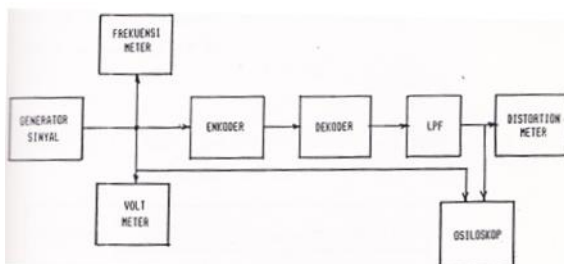 FREKUENSI
METER
GENERATOR
SINYAL
ENKODER
DEKODER
LPF
DISTORTION
METER
VOLT
METER
OSILOSKOP